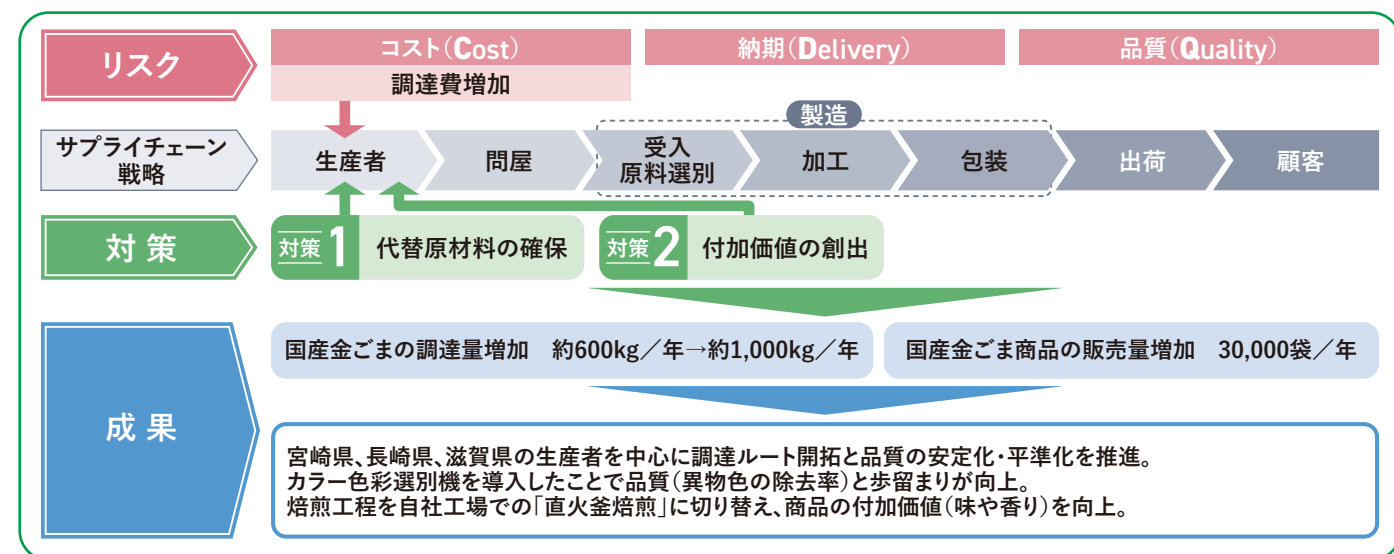 リスク
コスト(Cost)
納期(Delivery)
品質(Quality)
調達費増加
製造
サプライチェーン
戦略
生産者
問屋
受入
原料選別
加工
包装
出荷
顧客
対策
対策1 代替原材料の確保
対策2 付加価値の創出
成果
国産金ごまの調達量増加 約600kg/年→約1,000kg/年
国産金ごま商品の販売量増加 30,000袋/年
宮崎県、長崎県、滋賀県の生産者を中心に調達ルート開拓と品質の安定化・平準化を推進。
カラー色彩選別機を導入したことで品質(異物色の除去率)と歩留まりが向上。
焙煎工程を自社工場での「直火釜焙煎」に切り替え、商品の付加価値(味や香り)を向上。